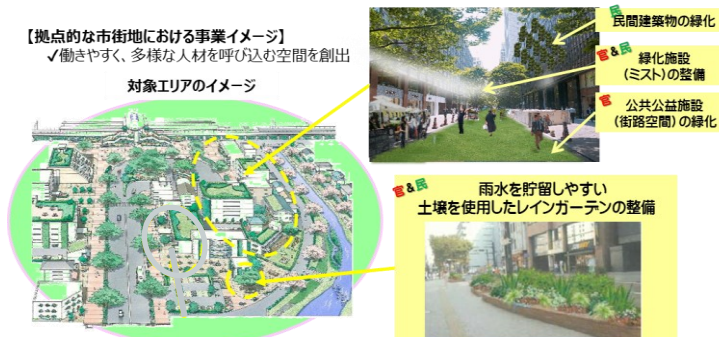 【拠点的な市街地における事業イメージ】
✓働きやすく、多様な人材を呼び込む空間を創出
対象エリアのイメージ
民
民間建築物の緑化
官&民
緑化施設
（ミスト）の整備
官
公共公益施設
（街路空間）の緑化
官&民
雨水を貯留しやすい
土壌を使用したレインガーデンの整備